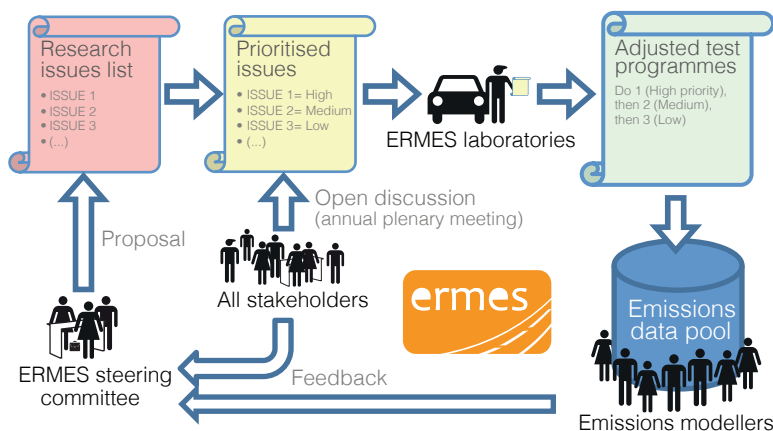 Research
issues list
• ISSUE 1
• ISSUE 2
• ISSUE 3
• (...)
Prioritised
issues
• ISSUE 1= High
• ISSUE 2= Medium
• ISSUE 3= Low
• (...)
ERMES laboratories
Adjusted test
programmes
Do 1 (High priority),
then 2 (Medium),
then 3 (Low)
Proposal
Open discussion
(annual plenary meeting)
All stakeholders
ermes
Emissions
data pool
ERMES steering
committee
Feedback
Emissions modellers